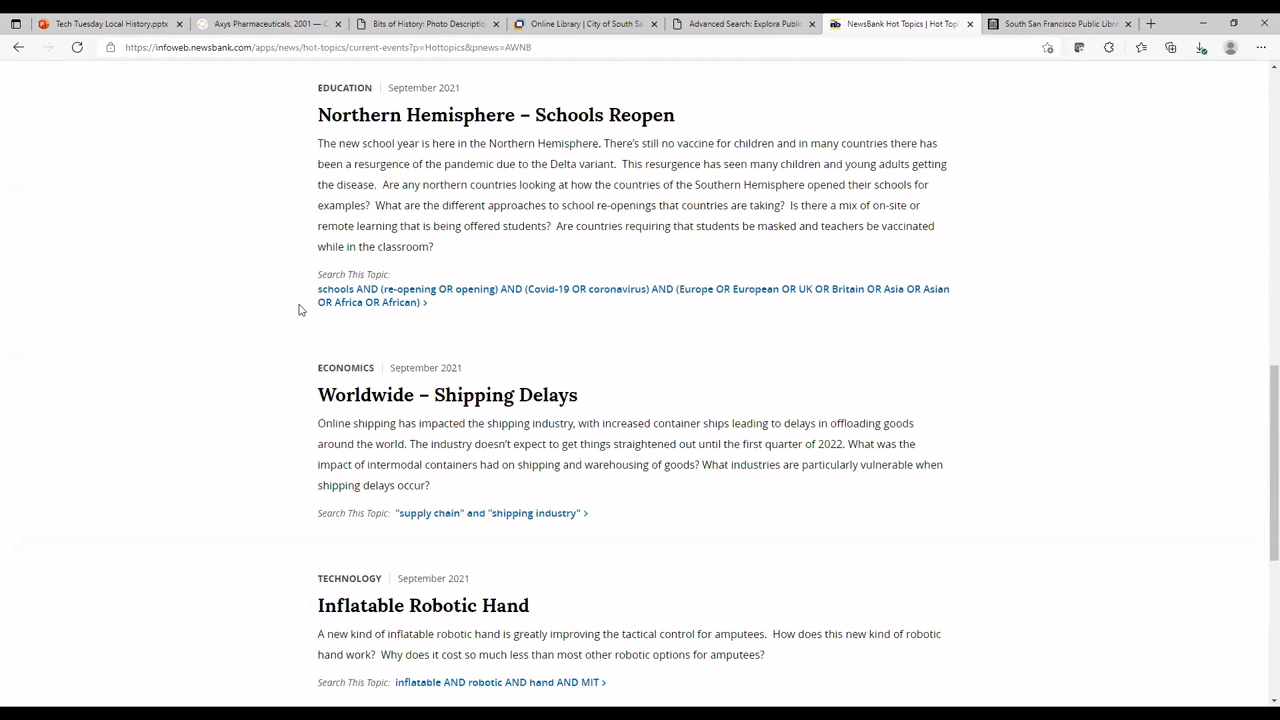 Tech Tuesday Local History.pptx
Axys Pharmaceuticals, 2001 — C
Bits of History: Photo Descriptio
Online Library | City of South Sa
Advanced Search: Explora Public
NewsBank Hot Topics | Hot Topi
South San Francisco Public Libra
https://infoweb.newsbank.com/apps/news/hot-topics/current-events?p=Hottopics&pnews=AWNB
EDUCATION | September 2021
Northern Hemisphere – Schools Reopen
The new school year is here in the Northern Hemisphere. There's still no vaccine for children and in many countries there has
been a resurgence of the pandemic due to the Delta variant. This resurgence has seen many children and young adults getting
the disease. Are any northern countries looking at how the countries of the Southern Hemisphere opened their schools for
examples? What are the different approaches to school re-openings that countries are taking? Is there a mix of on-site or
remote learning that is being offered students? Are countries requiring that students be masked and teachers be vaccinated
while in the classroom?
Search This Topic:
schools AND (re-opening OR opening) AND (Covid-19 OR coronavirus) AND (Europe OR European OR UK OR Britain OR Asia OR Asian
OR Africa OR African) >
ECONOMICS | September 2021
Worldwide – Shipping Delays
Online shipping has impacted the shipping industry, with increased container ships leading to delays in offloading goods
around the world. The industry doesn't expect to get things straightened out until the first quarter of 2022. What was the
impact of intermodal containers had on shipping and warehousing of goods? What industries are particularly vulnerable when
shipping delays occur?
Search This Topic: "supply chain" and "shipping industry" >
TECHNOLOGY | September 2021
Inflatable Robotic Hand
A new kind of inflatable robotic hand is greatly improving the tactical control for amputees. How does this new kind of robotic
hand work? Why does it cost so much less than most other robotic options for amputees?
Search This Topic: inflatable AND robotic AND hand AND MIT >